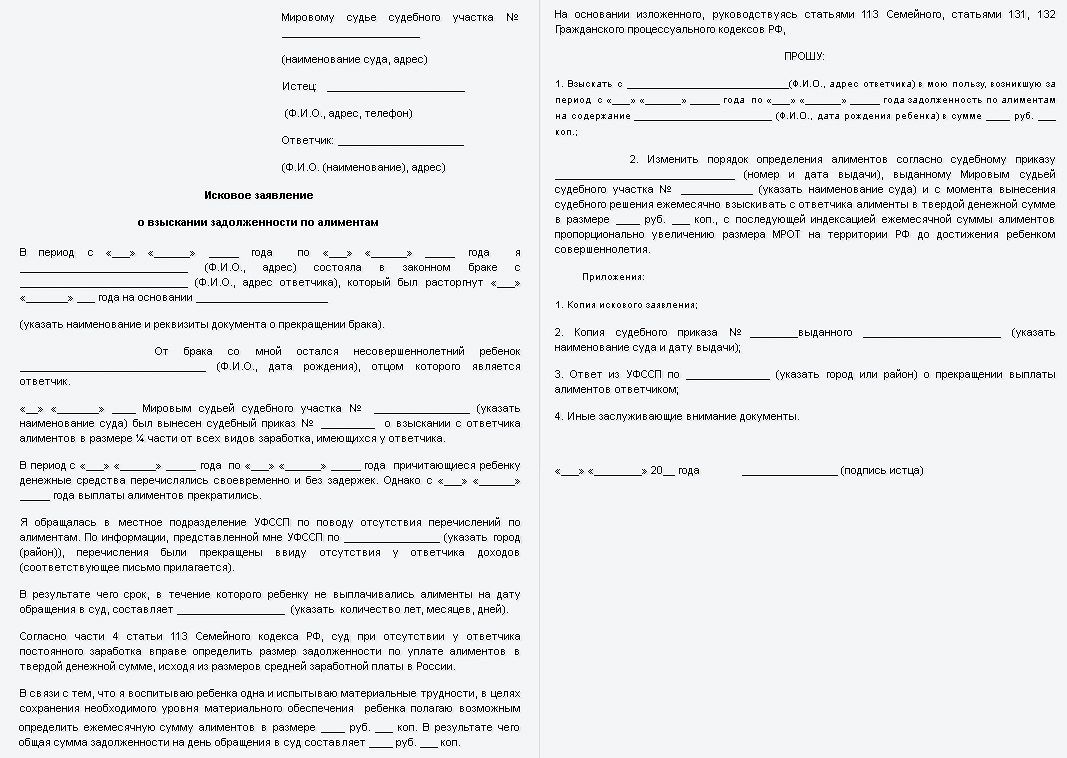 Мировому судье судебного участка №
_______________________
(наименование суда, адрес)
Истец: _______________________
(Ф.И.О., адрес, телефон)
Ответчик: _____________________
(Ф.И.О. (наименование), адрес)
Исковое заявление
о взыскании задолженности по алиментам
В период с «___» «______» _____ года по «___» «______» _____ года я
____________________________ (Ф.И.О., адрес) состояла в законном браке с
____________________________ (Ф.И.О., адрес ответчика), который был расторгнут «___»
«_______» ___ года на основании ______________________
(указать наименование и реквизиты документа о прекращении брака).
От брака со мной остался несовершеннолетний ребенок
_______________________________ (Ф.И.О., дата рождения), отцом которого является
ответчик.
«__» «_______» ____ Мировым судьей судебного участка № ________________ (указать
наименование суда) был вынесен судебный приказ № _________ о взыскании с ответчика
алиментов в размере ¼ части от всех видов заработка, имеющихся у ответчика.
В период с «___» «______» _____ года по «___» «______» _____ года причитающиеся ребенку
денежные средства перечислялись своевременно и без задержек. Однако с «___» «______»
_____ года выплаты алиментов прекратились.
Я обращалась в местное подразделение УФССП по поводу отсутствия перечислений по
алиментам. По информации, представленной мне УФССП по ________________ (указать город
(район)), перечисления были прекращены ввиду отсутствия у ответчика доходов
(соответствующее письмо прилагается).
В результате чего срок, в течение которого ребенку не выплачивались алименты на дату
обращения в суд, составляет __________________ (указать количество лет, месяцев, дней).
Согласно части 4 статьи 113 Семейного кодекса РФ, суд при отсутствии у ответчика
постоянного заработка вправе определить размер задолженности по уплате алиментов в
твердой денежной сумме, исходя из размеров средней заработной платы в России.
В связи с тем, что я воспитываю ребенка одна и испытываю материальные трудности, в целях
сохранения необходимого уровня материального обеспечения ребенка полагаю возможным
определить ежемесячную сумму алиментов в размере ____ руб. ___ коп. В результате чего
общая сумма задолженности на день обращения в суд составляет ____ руб. ___ коп.
На основании изложенного, руководствуясь статьями 113 Семейного, статьями 131, 132
Гражданского процессуального кодексов РФ,
ПРОШУ:
1. Взыскать с ___________________________(Ф.И.О., адрес ответчика) в мою пользу, возникшую за
период с «___» «______» _____ года по «___» «______» _____ года задолженность по алиментам
на содержание _______________________ (Ф.И.О., дата рождения ребенка) в сумме ____ руб. ___
коп.;
2. Изменить порядок определения алиментов согласно судебному приказу
______________________________ (номер и дата выдачи), выданному Мировым судьей
судебного участка № ____________ (указать наименование суда) и с момента вынесения
судебного решения ежемесячно взыскивать с ответчика алименты в твердой денежной сумме
в размере ____ руб. ___ коп., с последующей индексацией ежемесячной суммы алиментов
пропорционально увеличению размера МРОТ на территории РФ до достижения ребенком
совершеннолетия.
Приложения:
1. Копия искового заявления;
2. Копия судебного приказа № ________выданного _______________________ (указать
наименование суда и дату выдачи);
3. Ответ из УФССП по ______________ (указать город или район) о прекращении выплаты
алиментов ответчиком;
4. Иные заслуживающие внимание документы.
«___» «________» 20__ года ________________ (подпись истца)